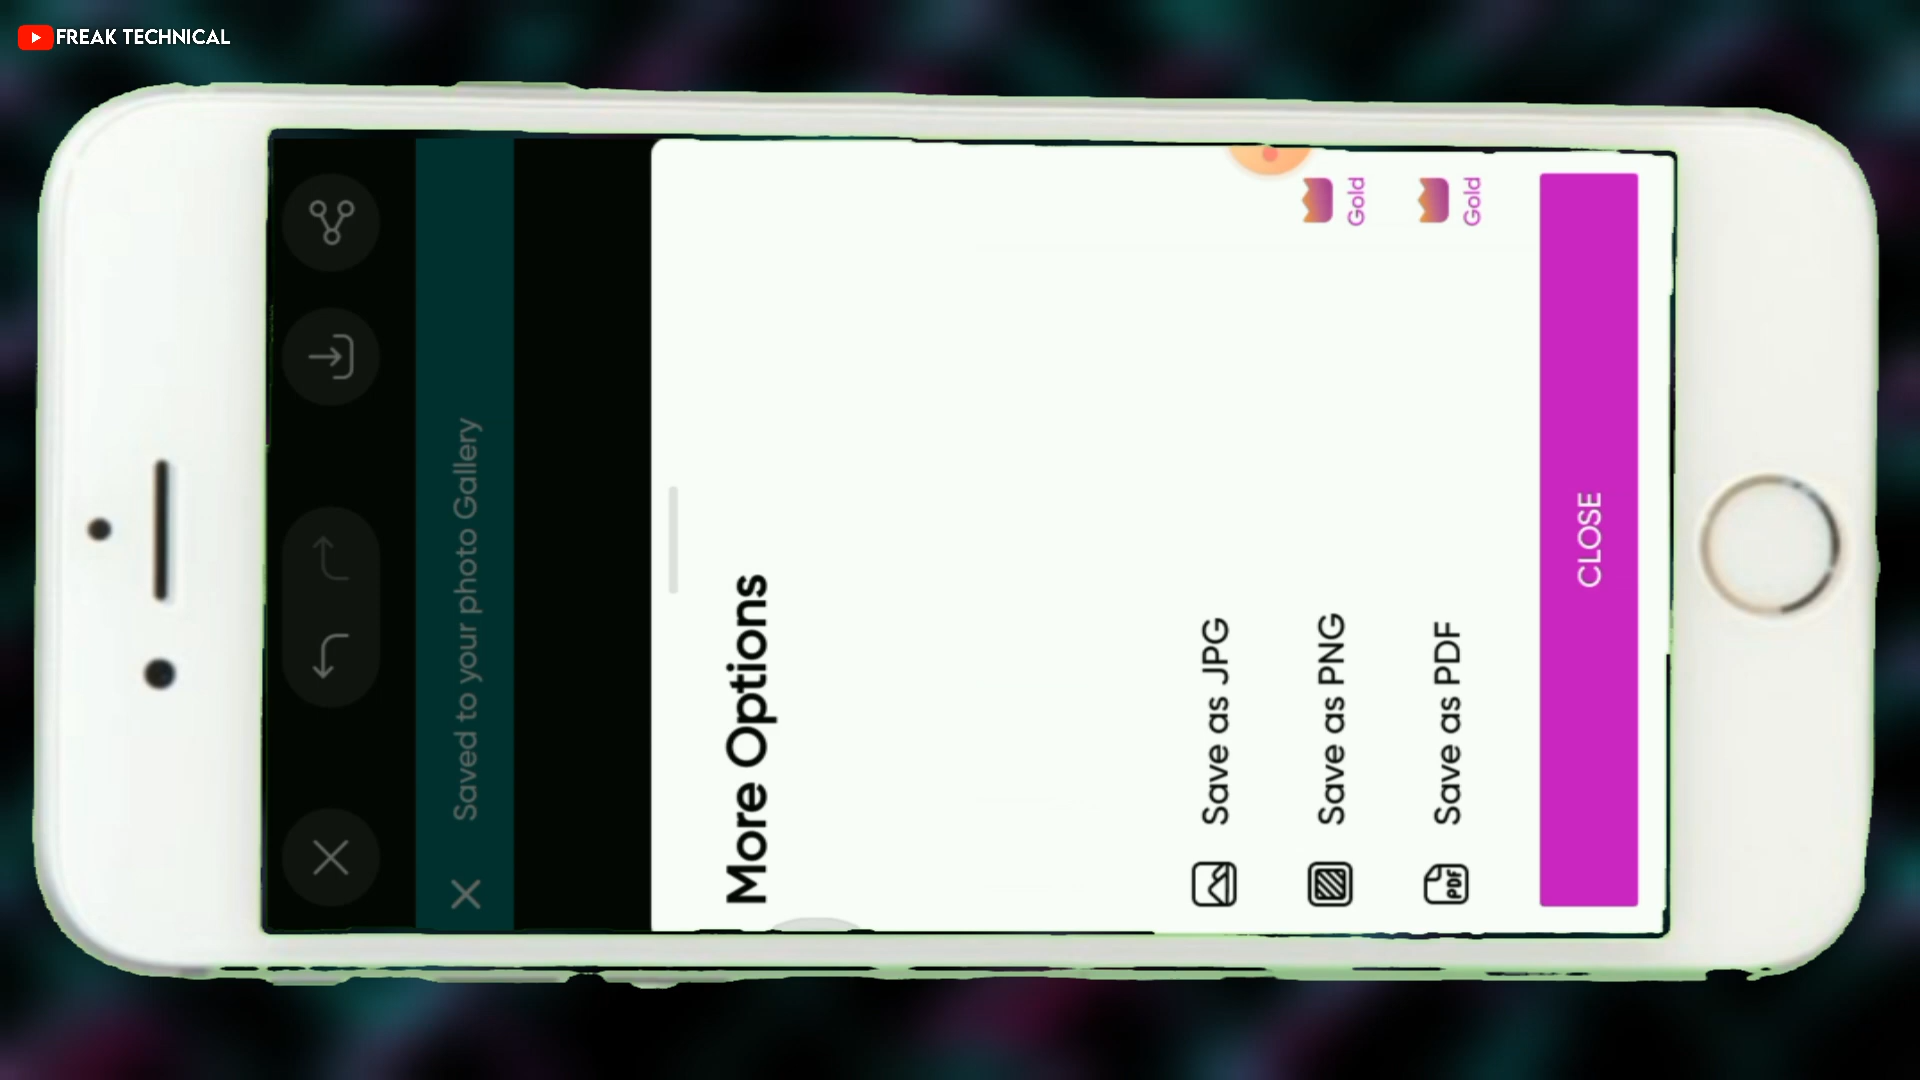 FREAK TECHNICAL
Saved to your photo Gallery
More Options
Save as JPG
Save as PNG
Gold
Save as PDF
Gold
PDF
CLOSE